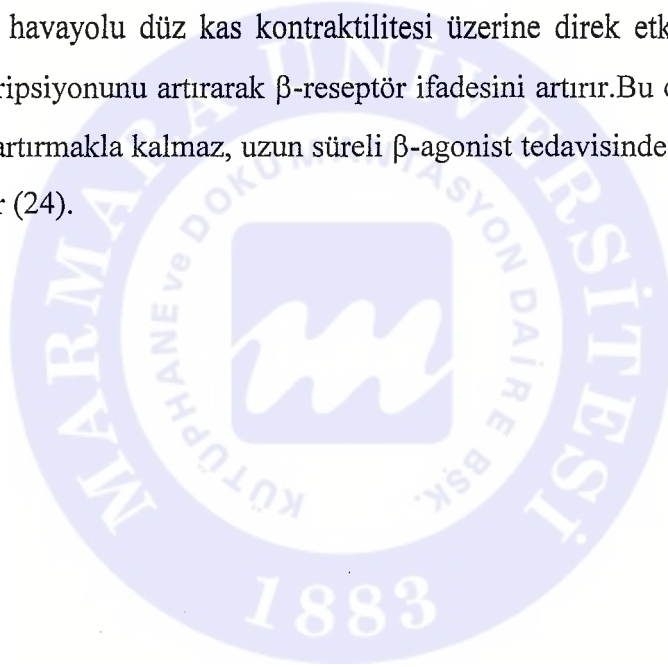 havayolu düz kas kontraktilitesi üzerine direk etk
ripsiyonunu artırarak β-reseptör ifadesini artırır.Bu
artırmakla kalmaz, uzun süreli β-agonist tedavisinde
(24).
MARMARA ÜNİVERSİTESİ
KÜTÜPHANE ve DOKÜMANTASYON DAİRE BŞK.
1883